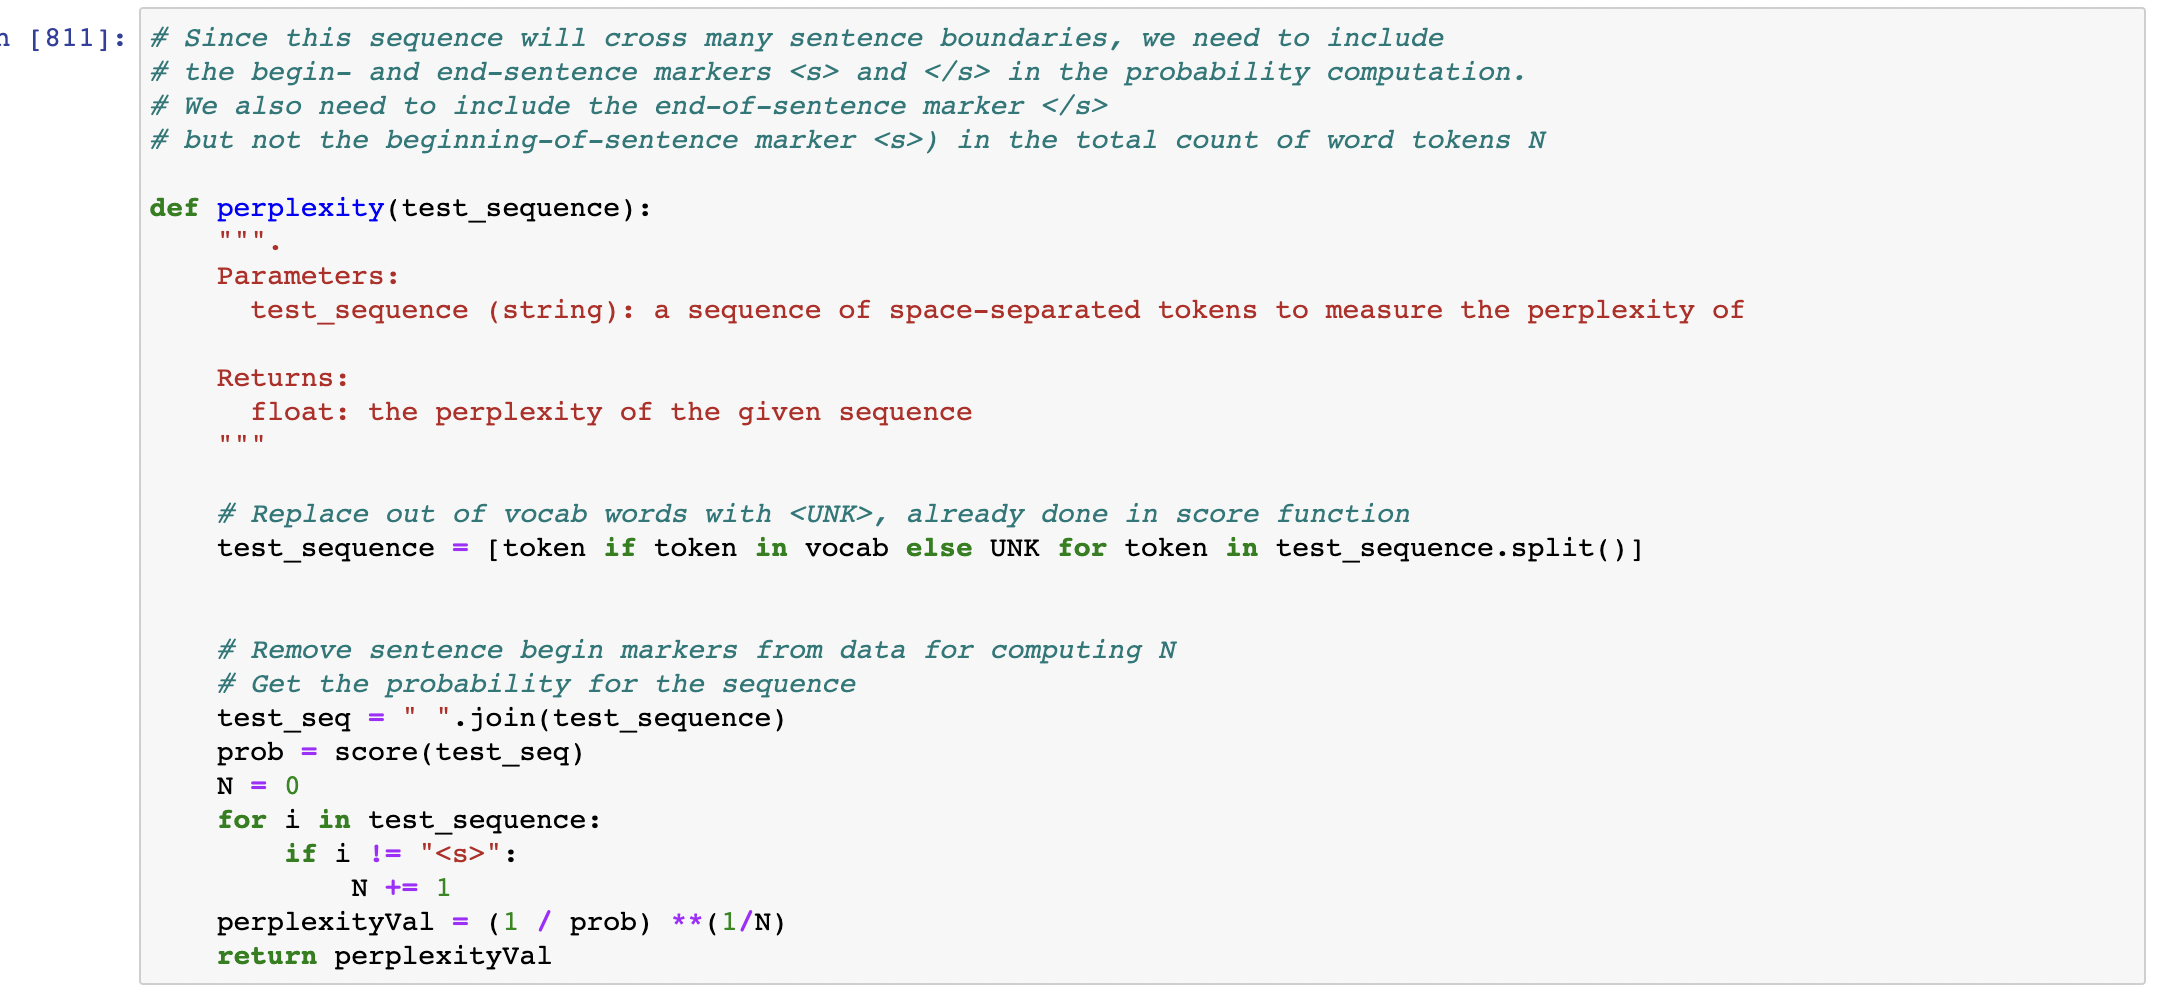 n [811]:
# Since this sequence will cross many sentence boundaries, we need to include
# the begin- and end-sentence markers <s> and </s> in the probability computation.
# We also need to include the end-of-sentence marker </s>
# but not the beginning-of-sentence marker <s>) in the total count of word tokens N
def perplexity(test_sequence):
""".
Parameters:
test_sequence (string): a sequence of space-separated tokens to measure the perplexity of
Returns:
float: the perplexity of the given sequence
"""
# Replace out of vocab words with <UNK>, already done in score function
test_sequence = [token if token in vocab else UNK for token in test_sequence.split()]
# Remove sentence begin markers from data for computing N
# Get the probability for the sequence
test_seq = " ".join(test_sequence)
prob = score(test_seq)
N = 0
for i in test_sequence:
if i != "<s>":
N += 1
perplexityVal = (1 / prob) **(1/N)
return perplexityVal